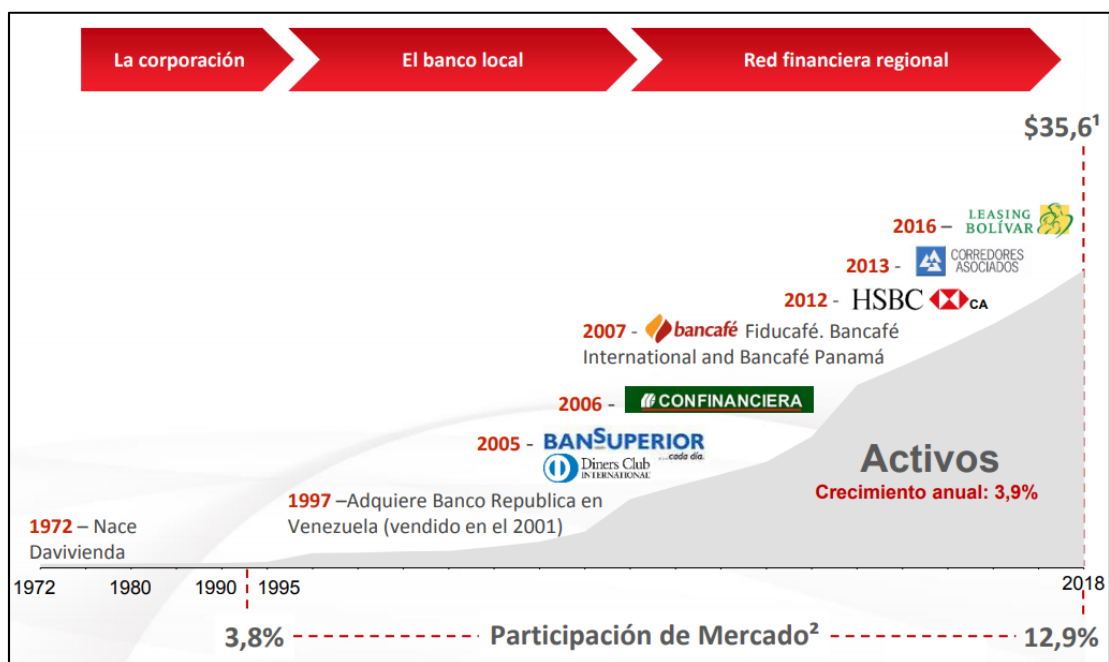 La corporación
El banco local
Red financiera regional
$35,6¹
2016 – LEASING
BOLÍVAR
2013 - CORREDORES
ASOCIADOS
2012 - HSBC CA
2007 - bancafé Fiducafé. Bancafé
International and Bancafé Panamá
2006 - CONFINANCIERA
2005 - BANSUPERIOR
...cada día.
Diners Club
INTERNATIONAL
Activos
Crecimiento anual: 3,9%
1997 –Adquiere Banco Republica en
Venezuela (vendido en el 2001)
1972 – Nace
Davivienda
1972 1980 1990 1995 2018
3,8% Participación de Mercado² 12,9%